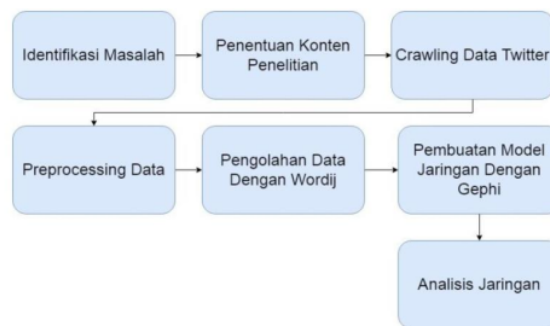 Identifikasi Masalah
Penentuan Konten
Penelitian
Crawling Data Twitter
Preprocessing Data
Pengolahan Data
Dengan Wordij
Pembuatan Model
Jaringan Dengan
Gephi
Analisis Jaringan